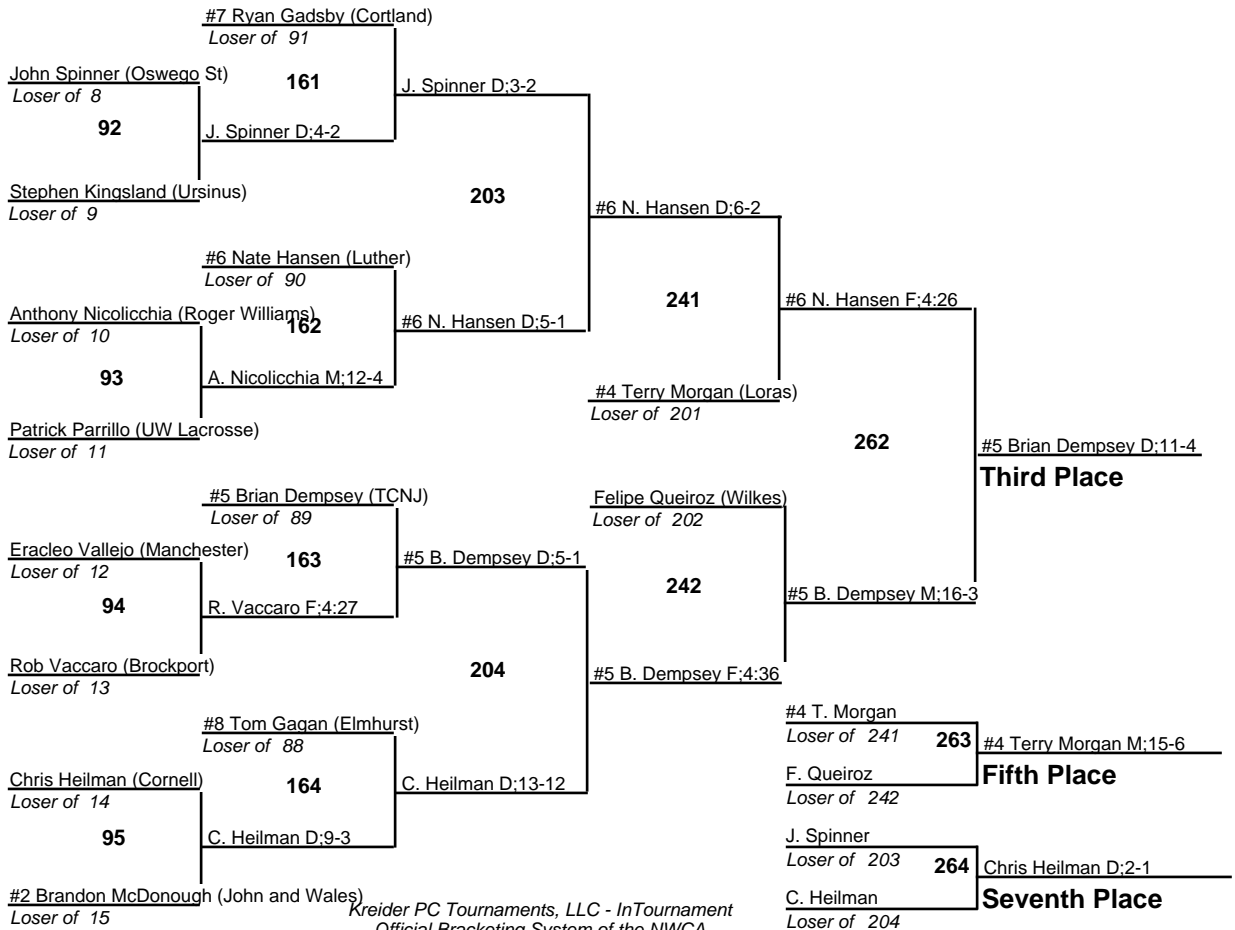 #7 Ryan Gadsby (Cortland)
Loser of 91
John Spinner (Oswego St)
161
J. Spinner D;3-2
Loser of 8
92
J. Spinner D;4-2
Stephen Kingsland (Ursinus)
203
#6 N. Hansen D;6-2
Loser of 9
#6 Nate Hansen (Luther)
Loser of 90
241
#6 N. Hansen F;4:26
Anthony Nicolicchia (Roger Williams)
162
#6 N. Hansen D;5-1
Loser of 10
93
A. Nicolicchia M;12-4
#4 Terry Morgan (Loras)
Loser of 201
Patrick Parrillo (UW Lacrosse)
262
#5 Brian Dempsey D;11-4
Loser of 11
Third Place
#5 Brian Dempsey (TCNJ)
Felipe Queiroz (Wilkes)
Loser of 89
Loser of 202
Eracleo Vallejo (Manchester)
163
#5 B. Dempsey D;5-1
Loser of 12
242
#5 B. Dempsey M;16-3
94
R. Vaccaro F;4:27
Rob Vaccaro (Brockport)
204
#5 B. Dempsey F;4:36
Loser of 13
#8 Tom Gagan (Elmhurst)
#4 T. Morgan
Loser of 88
Loser of 241
263
#4 Terry Morgan M;15-6
Chris Heilman (Cornell)
164
C. Heilman D;13-12
F. Queiroz
Fifth Place
Loser of 14
Loser of 242
95
C. Heilman D;9-3
J. Spinner
Loser of 203
264
Chris Heilman D;2-1
#2 Brandon McDonough (John and Wales)
C. Heilman
Seventh Place
Loser of 15
Loser of 204
Kreider PC Tournaments, LLC - InTournament
Official Bracketing System of the NWCA